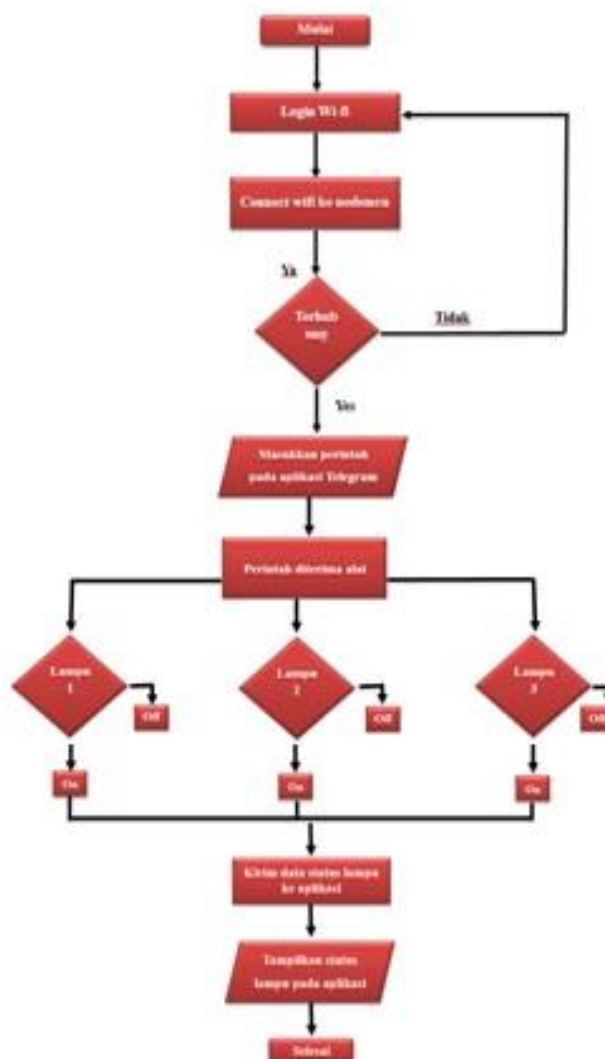 Mulai
Login Wi-fi
Connect wifi ke nodemcu
Ya
Terhub
Tidak
Yes
Masukkan perintah
pada aplikasi Telegram
Perintah diterima alat
Lampu
1
Off
Lampu
2
Off
Lampu
3
Off
On
On
On
Kirim data status lampu
ke aplikasi
Tampilkan status
lampu pada aplikasi
Selesai